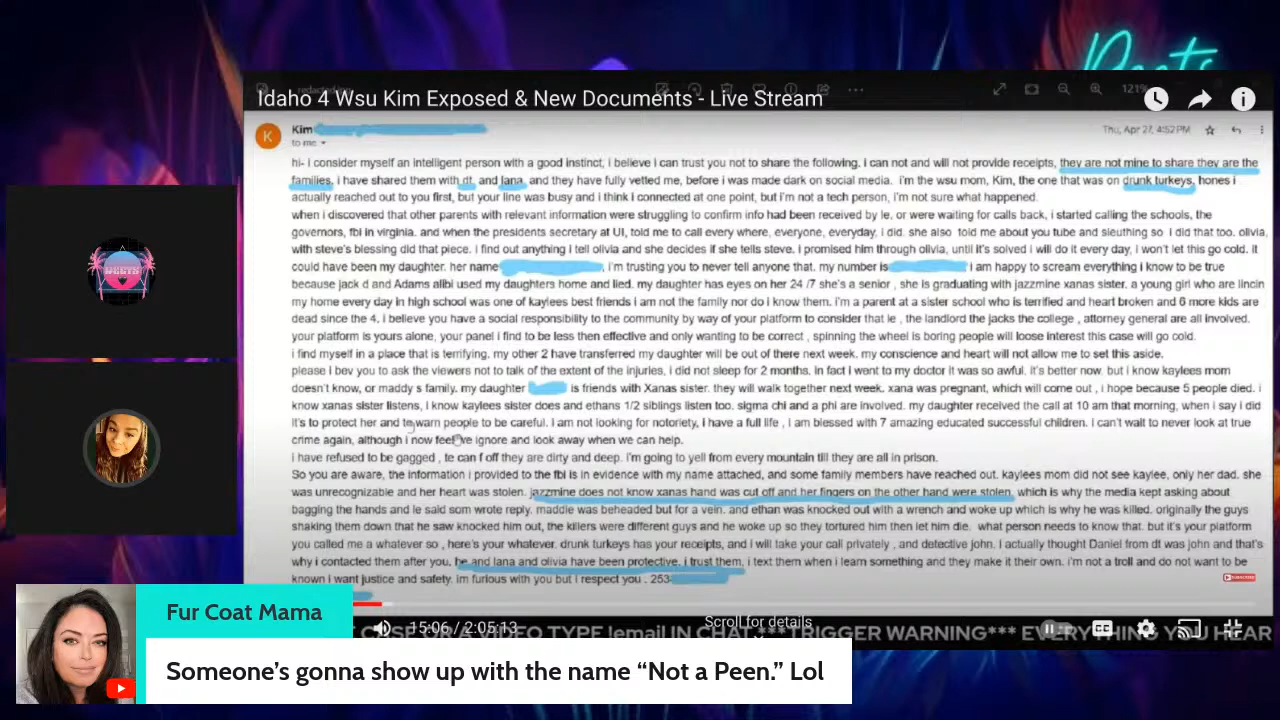 Idaho 4 Wsu Kim Exposed & New Documents - Live Stream
121%
K
Kim
Thu, Apr 27, 4:52 PM
to me
hi- i consider myself an intelligent person with a good instinct, i believe i can trust you not to share the following. i can not and will not provide receipts, they are not mine to share they are the
families. i have shared them with dt, and lana, and they have fully vetted me, before i was made dark on social media. i'm the wsu mom, Kim, the one that was on drunk turkeys, hones i
actually reached out to you first, but your line was busy and i think i connected at one point, but i'm not a tech person, i'm not sure what happened.
when i discovered that other parents with relevant information were struggling to confirm info had been received by le, or were waiting for calls back, i started calling the schools, the
governors, fbi in virginia. and when the presidents secretary at UI, told me to call every where, everyone, everyday, i did. she also told me about you tube and sleuthing so I did that too. olivia,
with steve's blessing did that piece. i find out anything i tell olivia and she decides if she tells steve. i promised him through olivia, until it's solved i will do it every day, i won't let this go cold. it
could have been my daughter. her name i'm trusting you to never tell anyone that. my number is i am happy to scream everything i know to be true
because jack d and Adams alibi used my daughters home and lied. my daughter has eyes on her 24 /7 she's a senior , she is graduating with jazzmine xanas sister. a young girl who are lincin
my home every day in high school was one of kaylees best friends i am not the family nor do i know them. i'm a parent at a sister school who is terrified and heart broken and 6 more kids are
dead since the 4. i believe you have a social responsibility to the community by way of your platform to consider that le , the landlord the jacks the college , attorney general are all involved.
your platform is yours alone, your panel i find to be less then effective and only wanting to be correct , spinning the wheel is boring people will loose interest this case will go cold.
i find myself in a place that is terrifying. my other 2 have transferred my daughter will be out of there next week. my conscience and heart will not allow me to set this aside.
please I bev you to ask the viewers not to talk of the extent of the injuries, i did not sleep for 2 months. in fact i went to my doctor it was so awful. it's better now. but i know kaylees mom
doesn't know, or maddy s family. my daughter is friends with Xanas sister. they will walk together next week. xana was pregnant, which will come out , i hope because 5 people died. i
know xanas sister listens, I know kaylees sister does and ethans 1/2 siblings listen too. sigma chi and a phi are involved. my daughter received the call at 10 am that morning, when i say i did
it's to protect her and to warn people to be careful. I am not looking for notoriety, I have a full life , I am blessed with 7 amazing educated successful children. I can't wait to never look at true
crime again, although i now feel we ignore and look away when we can help.
i have refused to be gagged , te can f off they are dirty and deep. i'm going to yell from every mountain till they are all in prison.
So you are aware, the information i provided to the fbi is in evidence with my name attached, and some family members have reached out. kaylees mom did not see kaylee, only her dad. she
was unrecognizable and her heart was stolen. jazzmine does not know xanas hand was cut off and her fingers on the other hand were stolen, which is why the media kept asking about
bagging the hands and le said som wrote reply. maddie was beheaded but for a vein. and ethan was knocked out with a wrench and woke up which is why he was killed. originally the guys
shaking them down that he saw knocked him out, the killers were different guys and he woke up so they tortured him then let him die. what person needs to know that. but it's your platform
you called me a whatever so , here's your whatever. drunk turkeys has your receipts, and i will take your call privately , and detective john. I actually thought Daniel from dt was john and that's
why i contacted them after you. he and lana and olivia have been protective. i trust them, i text them when i learn something and they make it their own. i'm not a troll and do not want to be
known i want justice and safety. im furious with you but I respect you . 253
SUBSCRIBE
15:06 / 2:05:13
Scroll for details
TYPE !email IN CHAT ***TRIGGER WARNING*** EVERYTHING YOU HEAR
Fur Coat Mama
Someone's gonna show up with the name “Not a Peen.” Lol